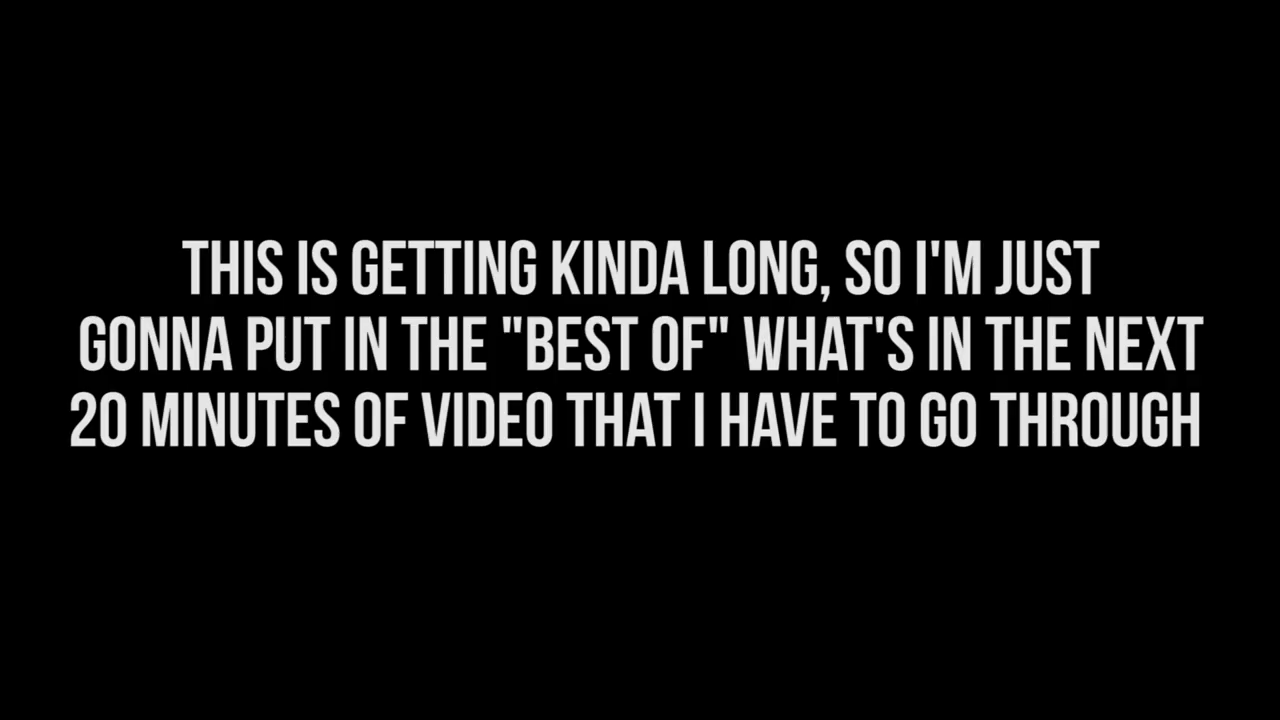 THIS IS GETTING KINDA LONG, SO I'M JUST
GONNA PUT IN THE "BEST OF" WHAT'S IN THE NEXT
20 MINUTES OF VIDEO THAT I HAVE TO GO THROUGH